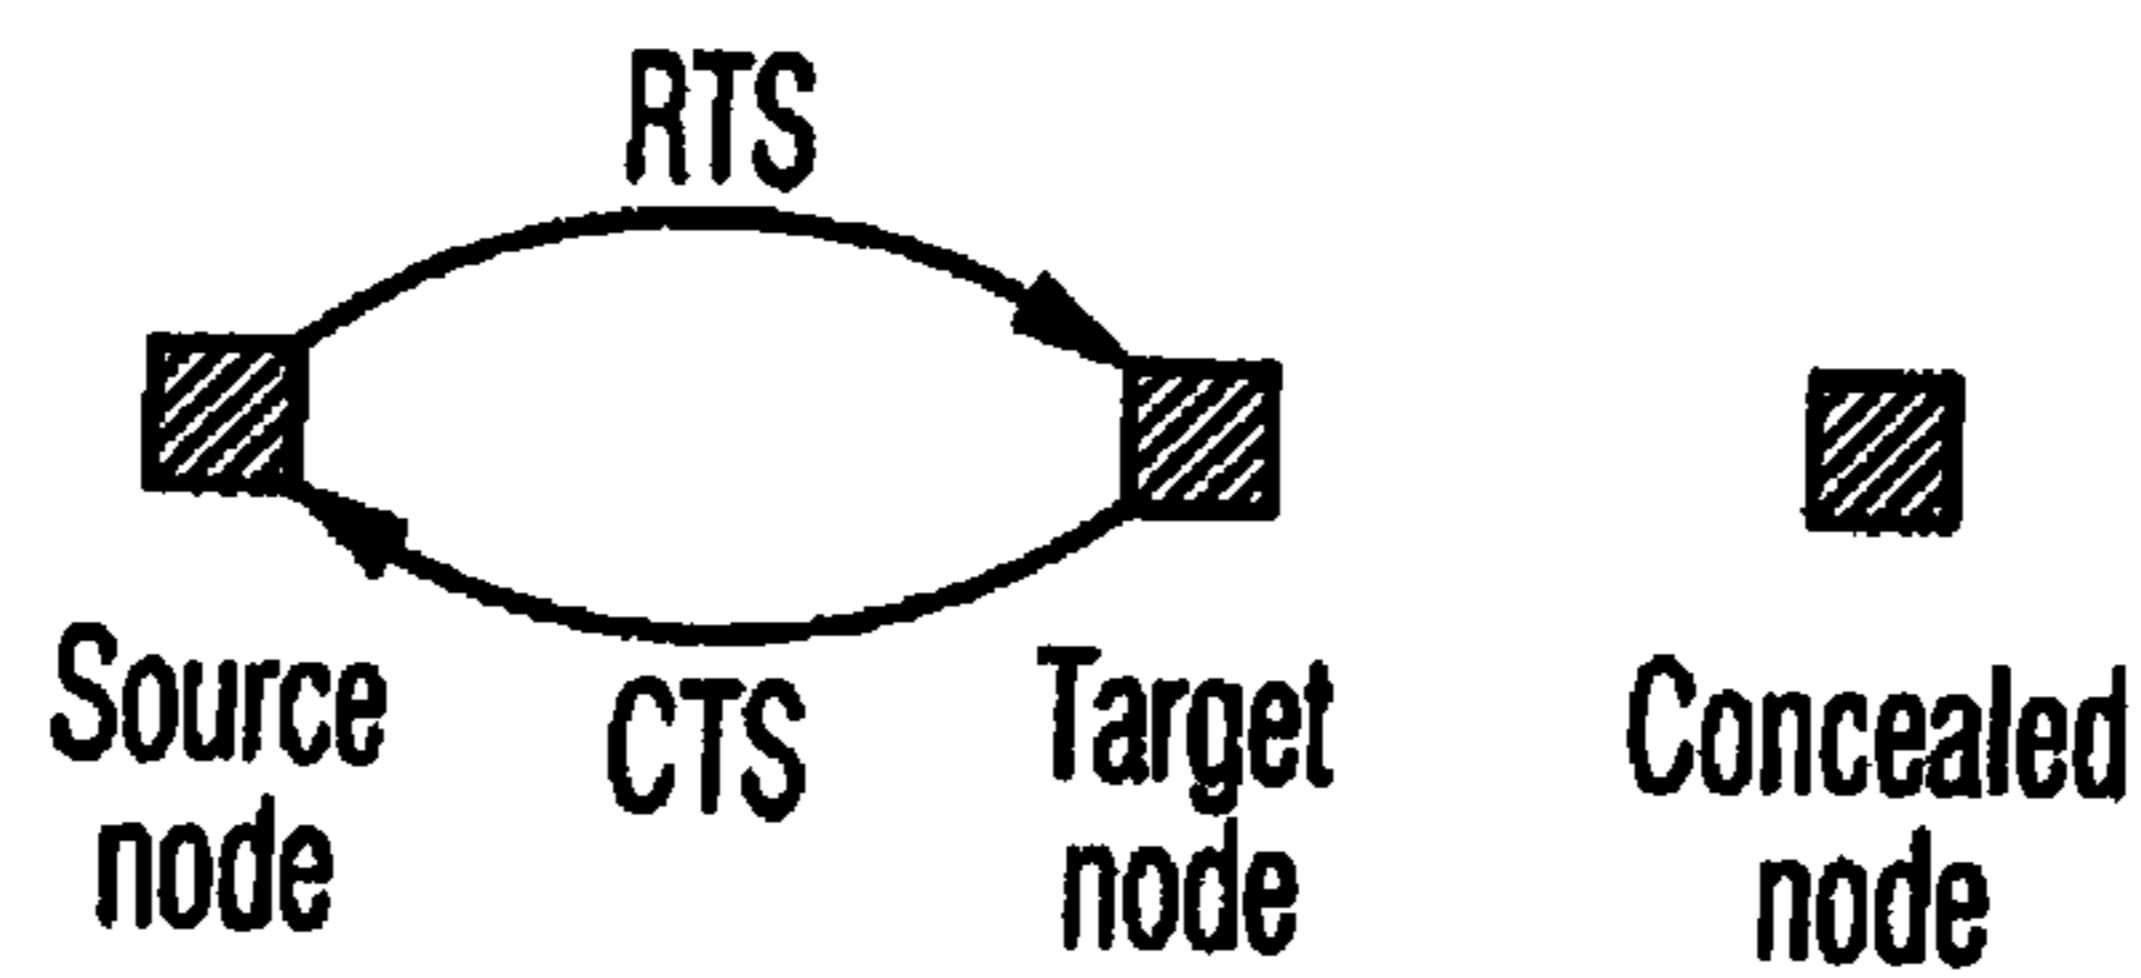 RTS
Source
node
CTS
Target
node
Concealed
node